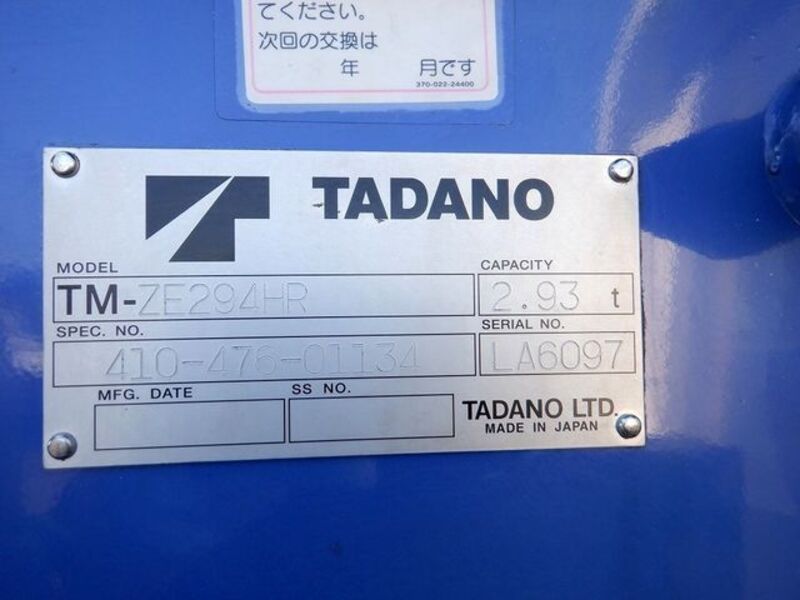 てください。
次回の交換は
年 月です
370-022-24400
TADANO
MODEL CAPACITY
TM-ZE294HR 2.93 t
SPEC. NO. SERIAL NO.
410-476-01134 LA6097
MFG. DATE SS NO.
TADANO LTD.
MADE IN JAPAN